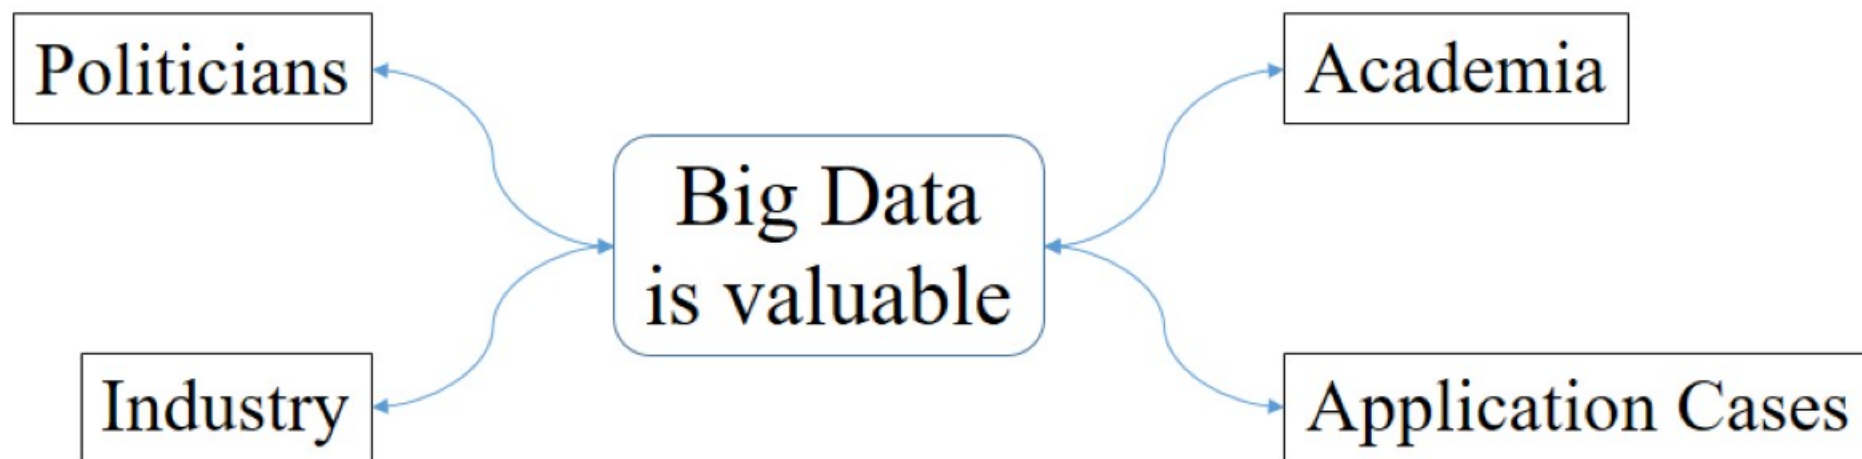 Politicians
Academia
Big Data
is valuable
Industry
Application Cases